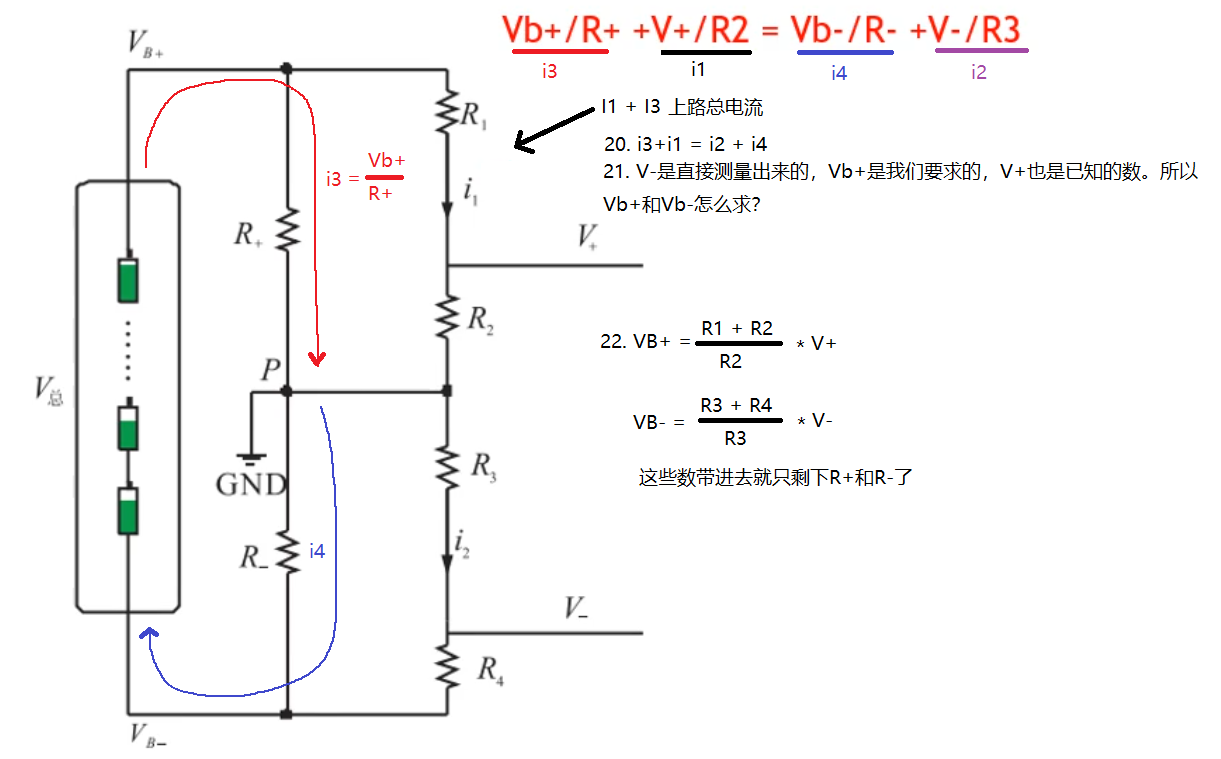 Vb+/R+ +V+/R2 = Vb-/R- +V-/R3
i3
i1
i4
i2
I1 + I3 上路总电流
20. i3+i1 = i2 + i4
21. V-是直接测量出来的，Vb+是我们要求的，V+也是已知的数。所以
Vb+和Vb-怎么求?
VB+
R1
i3 = Vb+
R+
i1
R+
V+
R2
22. VB+ = R1 + R2 * V+
R2
P
V总
VB- = R3 + R4 * V-
R3
R3
GND
这些数带进去就只剩下R+和R-了
R-
i4
i2
V-
R4
VB-